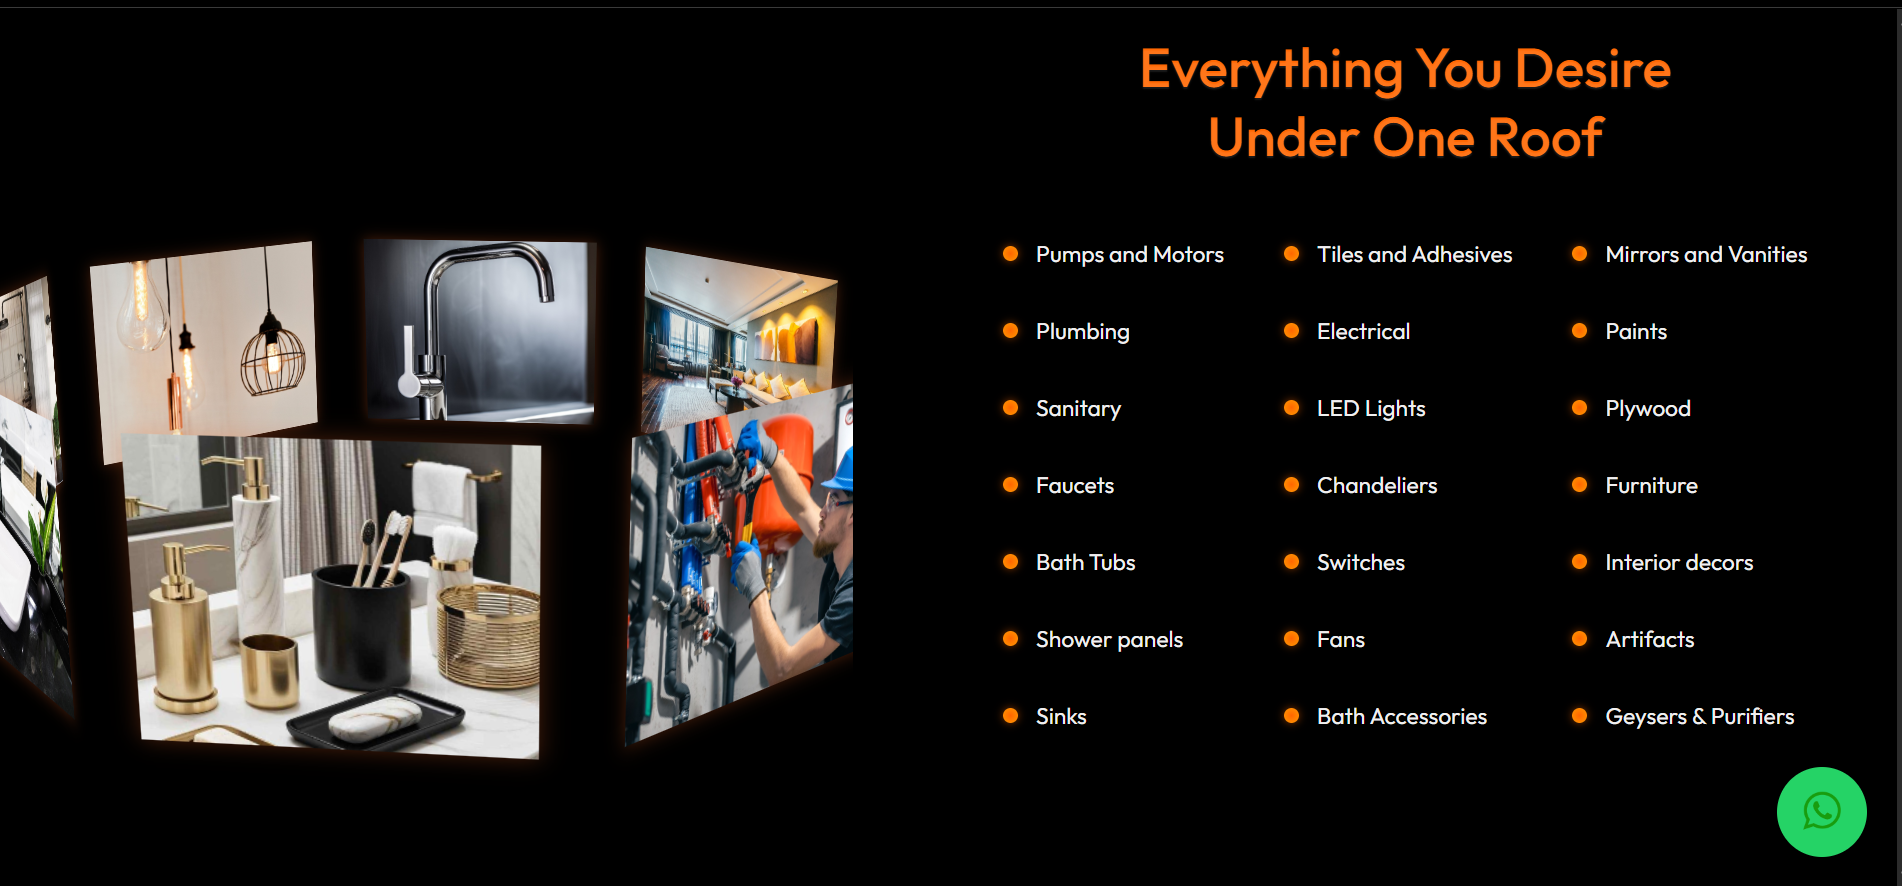 Everything You Desire
Under One Roof
Pumps and Motors
Plumbing
Sanitary
Faucets
Bath Tubs
Shower panels
Sinks
Tiles and Adhesives
Electrical
LED Lights
Chandeliers
Switches
Fans
Bath Accessories
Mirrors and Vanities
Paints
Plywood
Furniture
Interior decors
Artifacts
Geysers & Purifiers